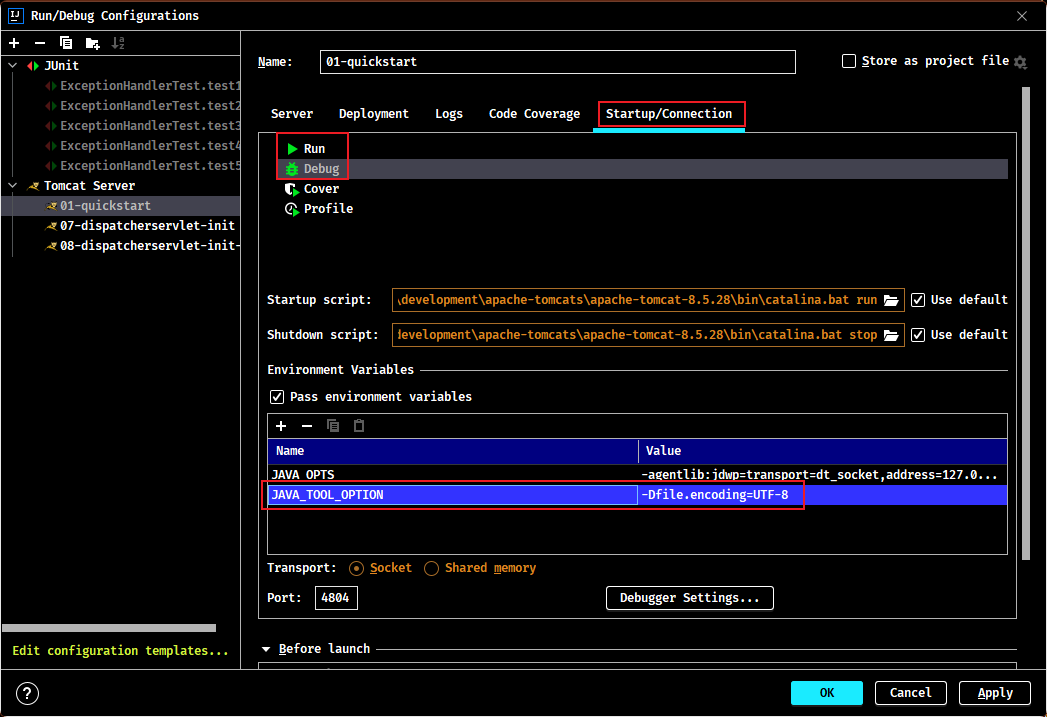 IJ Run/Debug Configurations
JUnit
ExceptionHandlerTest.test1
ExceptionHandlerTest.test2
ExceptionHandlerTest.test3
ExceptionHandlerTest.test4
ExceptionHandlerTest.test5
Tomcat Server
01-quickstart
07-dispatcherservlet-init
08-dispatcherservlet-init-
Edit configuration templates...
Name: 01-quickstart Store as project file
Server Deployment Logs Code Coverage Startup/Connection
Run
Debug
Cover
Profile
Startup script: \development\apache-tomcats\apache-tomcat-8.5.28\bin\catalina.bat run Use default
Shutdown script: development\apache-tomcats\apache-tomcat-8.5.28\bin\catalina.bat stop Use default
Environment Variables
Pass environment variables
Name Value
JAVA_OPTS -agentlib:jdwp=transport=dt_socket,address=127.0...
JAVA_TOOL_OPTION -Dfile.encoding=UTF-8
Transport: Socket Shared memory
Port: 4804 Debugger Settings...
Before launch
? OK Cancel Apply